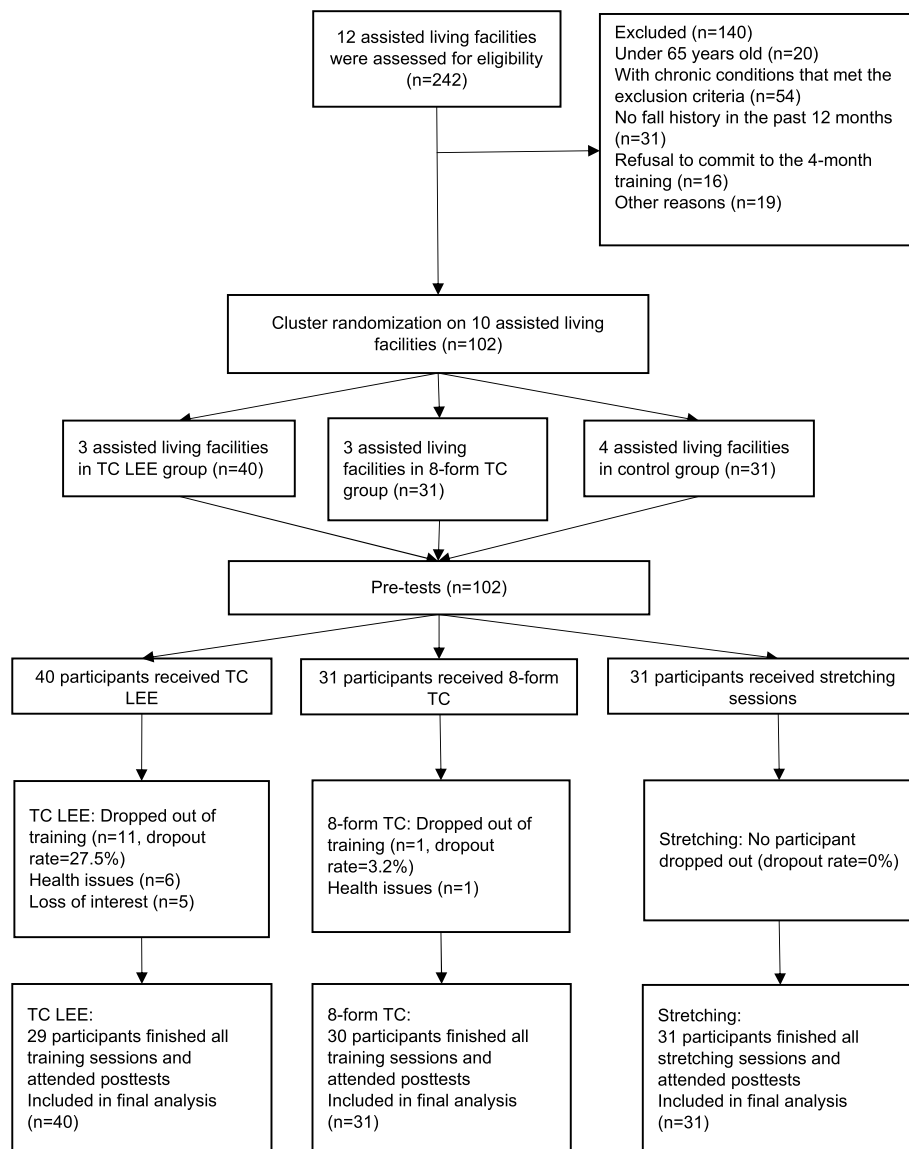 12 assisted living facilities
were assessed for eligibility
(n=242)
Excluded (n=140)
Under 65 years old (n=20)
With chronic conditions that met the
exclusion criteria (n=54)
No fall history in the past 12 months
(n=31)
Refusal to commit to the 4-month
training (n=16)
Other reasons (n=19)
Cluster randomization on 10 assisted living
facilities (n=102)
3 assisted living facilities
in TC LEE group (n=40)
3 assisted living
facilities in 8-form TC
group (n=31)
4 assisted living facilities
in control group (n=31)
Pre-tests (n=102)
40 participants received TC
LEE
31 participants received 8-form
TC
31 participants received stretching
sessions
TC LEE: Dropped out of
training (n=11, dropout
rate=27.5%)
Health issues (n=6)
Loss of interest (n=5)
8-form TC: Dropped out of
training (n=1, dropout
rate=3.2%)
Health issues (n=1)
Stretching: No participant
dropped out (dropout rate=0%)
TC LEE:
29 participants finished all
training sessions and
attended posttests
Included in final analysis
(n=40)
8-form TC:
30 participants finished all
training sessions and
attended posttests
Included in final analysis
(n=31)
Stretching:
31 participants finished all
stretching sessions and
attended posttests
Included in final analysis
(n=31)